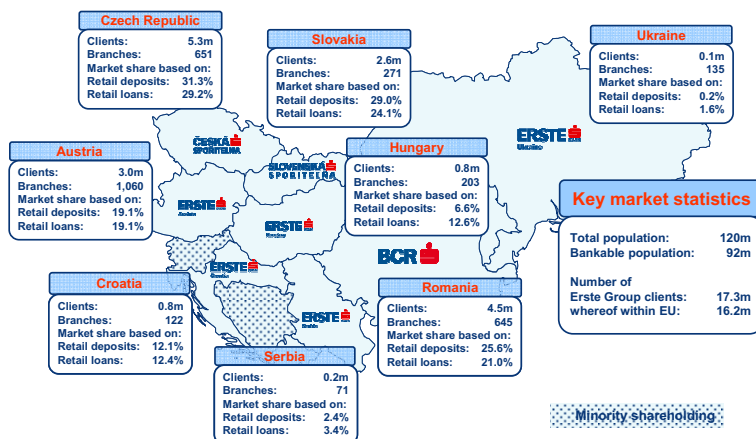 Czech Republic
Clients: 5.3m
Branches: 651
Market share based on:
Retail deposits: 31.3%
Retail loans: 29.2%
Slovakia
Clients: 2.6m
Branches: 271
Market share based on:
Retail deposits: 29.0%
Retail loans: 24.1%
Ukraine
Clients: 0.1m
Branches: 135
Market share based on:
Retail deposits: 0.2%
Retail loans: 1.6%
ČESKÁ
SPOŘITELNA
SLOVENSKÁ
SPORITEĽŇA
ERSTE
Ukraine
Austria
Clients: 3.0m
Branches: 1,060
Market share based on:
Retail deposits: 19.1%
Retail loans: 19.1%
Hungary
Clients: 0.8m
Branches: 203
Market share based on:
Retail deposits: 6.6%
Retail loans: 12.6%
ERSTE
ERSTE
BCR
Key market statistics
Total population: 120m
Bankable population: 92m
Number of
Erste Group clients: 17.3m
whereof within EU: 16.2m
ERSTE
Croatia
Clients: 0.8m
Branches: 122
Market share based on:
Retail deposits: 12.1%
Retail loans: 12.4%
ERSTE
Romania
Clients: 4.5m
Branches: 645
Market share based on:
Retail deposits: 25.6%
Retail loans: 21.0%
Serbia
Clients: 0.2m
Branches: 71
Market share based on:
Retail deposits: 2.4%
Retail loans: 3.4%
Minority shareholding